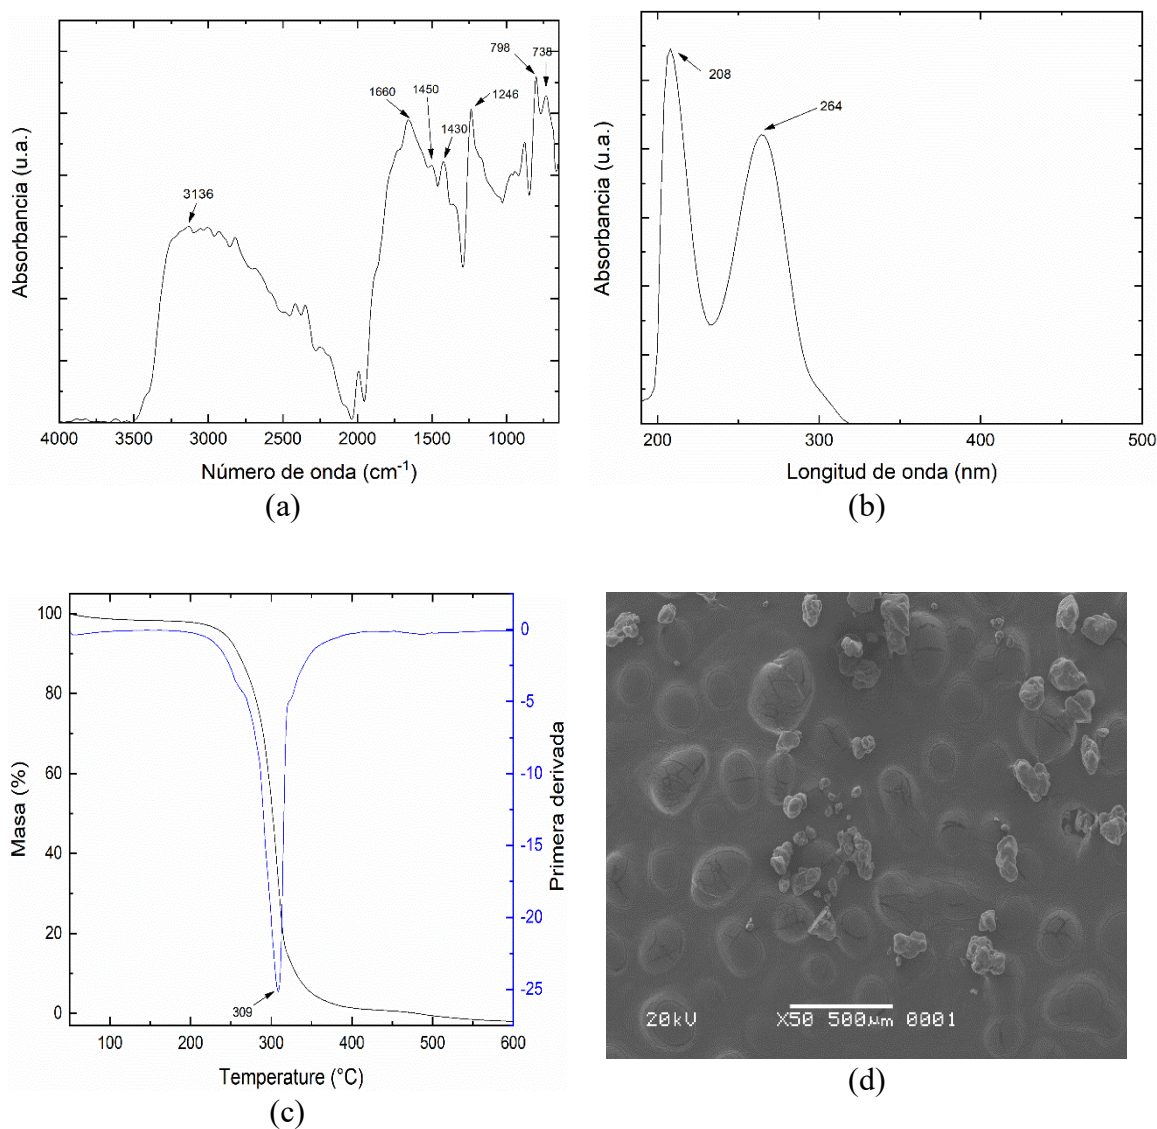 798
738
1660
1450
1246
1430
3136
Absorbancia (u.a.)
4000 3500 3000 2500 2000 1500 1000
Número de onda (cm-1)
(a)
208
264
Absorbancia (u.a.)
200 300 400 500
Longitud de onda (nm)
(b)
100
80
60
40
20
0
Masa (%)
0
-5
-10
-15
-20
-25
Primera derivada
309
100 200 300 400 500 600
Temperature (°C)
(c)
20kV X50 500μm 0001
(d)